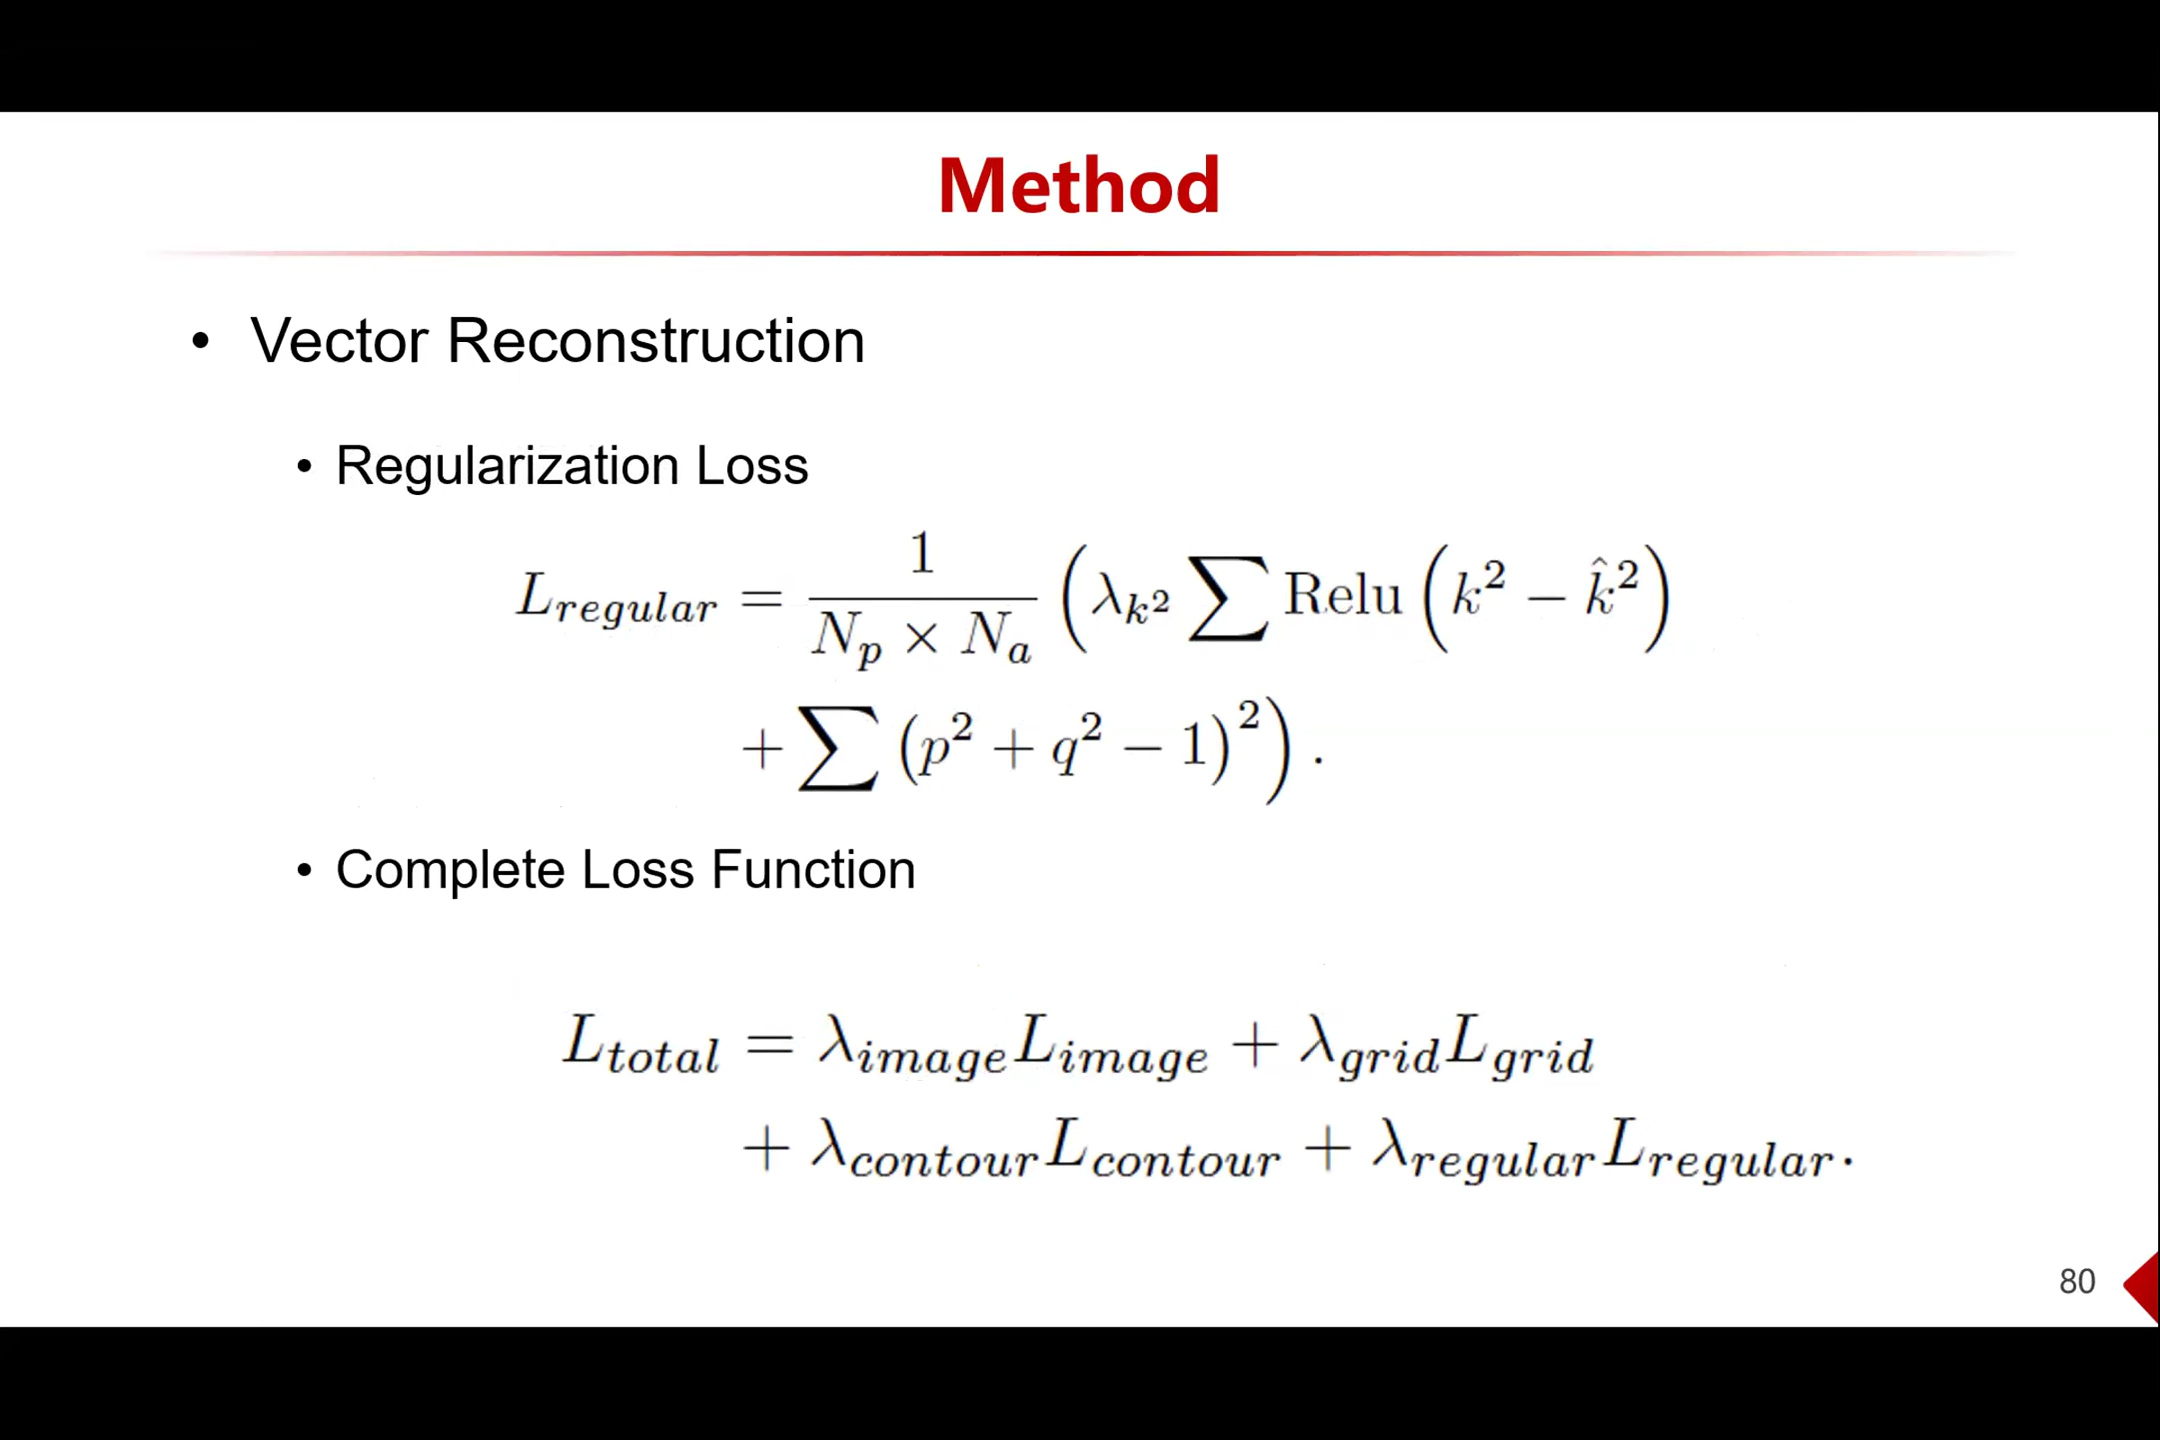 Method
• Vector Reconstruction
• Regularization Loss
$L_{regular} = \frac{1}{N_p \times N_a} \left( \lambda_{k^2} \sum \mathrm{Relu} \left( k^2 - \hat{k}^2 \right) \right.$
$\left. + \sum \left( p^2 + q^2 - 1 \right)^2 \right).$
• Complete Loss Function
$L_{total} = \lambda_{image} L_{image} + \lambda_{grid} L_{grid}$
$+ \lambda_{contour} L_{contour} + \lambda_{regular} L_{regular}.$
80